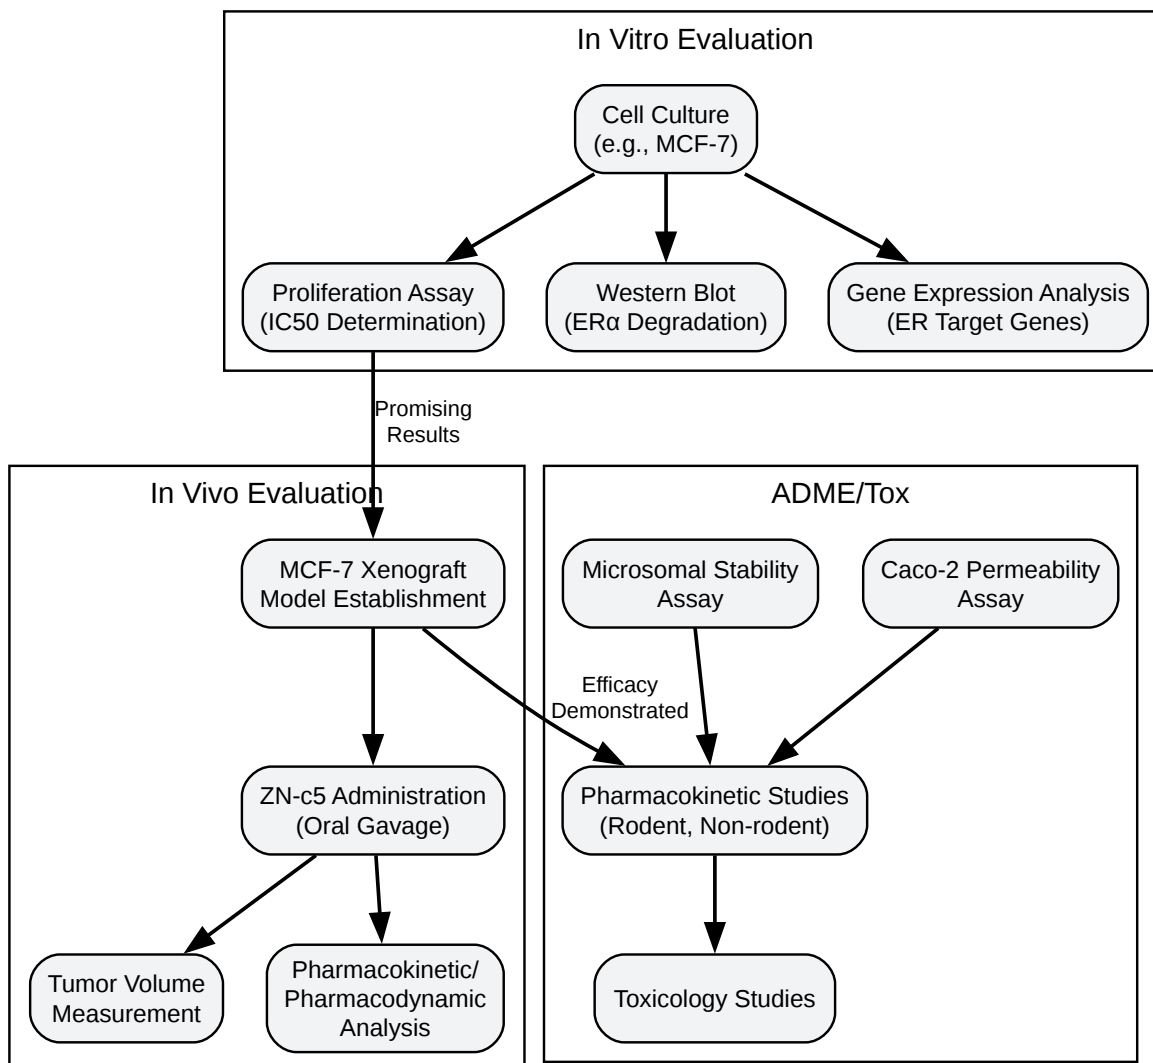 In Vitro Evaluation
Cell Culture
(e.g., MCF-7)
Proliferation Assay
(IC50 Determination)
Western Blot
(ERα Degradation)
Gene Expression Analysis
(ER Target Genes)
Promising
Results
In Vivo Evaluation
ADME/Tox
MCF-7 Xenograft
Model Establishment
Microsomal Stability
Assay
Caco-2 Permeability
Assay
Efficacy
Demonstrated
ZN-c5 Administration
(Oral Gavage)
Pharmacokinetic Studies
(Rodent, Non-rodent)
Tumor Volume
Measurement
Pharmacokinetic/
Pharmacodynamic
Analysis
Toxicology Studies